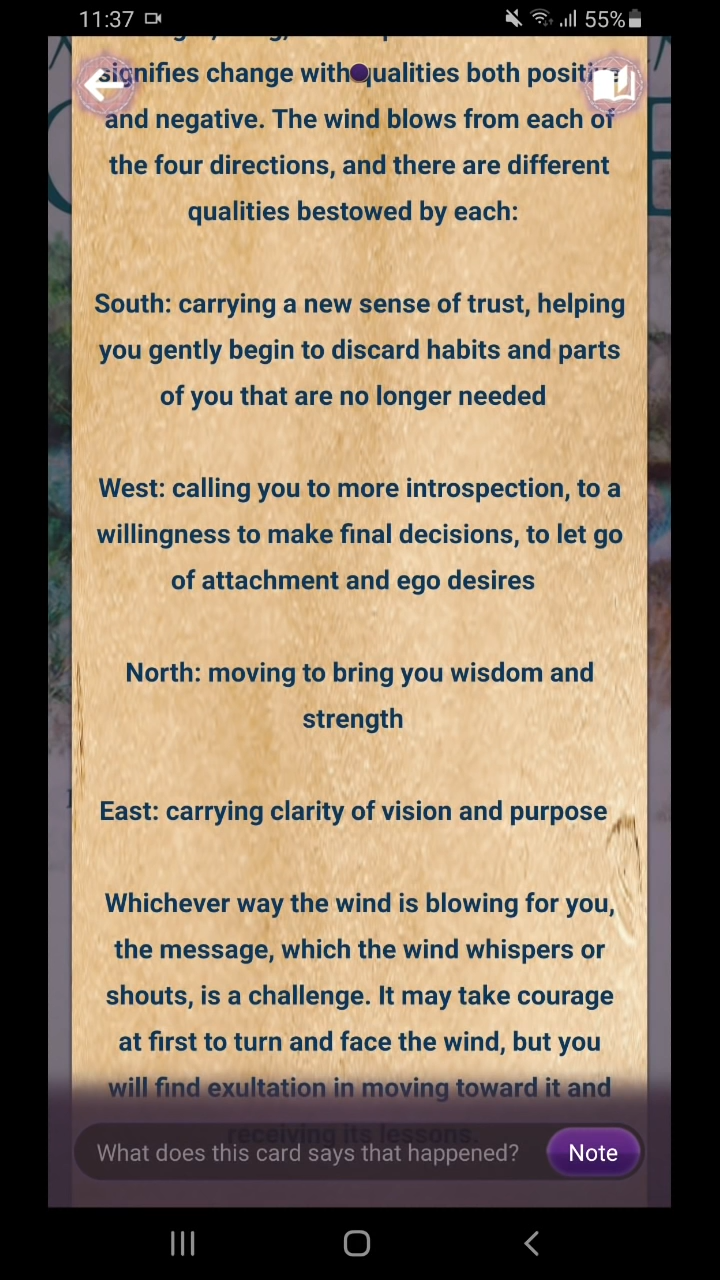 11:37 55%
signifies change with qualities both positive
and negative. The wind blows from each of
the four directions, and there are different
qualities bestowed by each:
South: carrying a new sense of trust, helping
you gently begin to discard habits and parts
of you that are no longer needed
West: calling you to more introspection, to a
willingness to make final decisions, to let go
of attachment and ego desires
North: moving to bring you wisdom and
strength
East: carrying clarity of vision and purpose
Whichever way the wind is blowing for you,
the message, which the wind whispers or
shouts, is a challenge. It may take courage
at first to turn and face the wind, but you
will find exultation in moving toward it and
receiving its lessons.
What does this card says that happened? Note